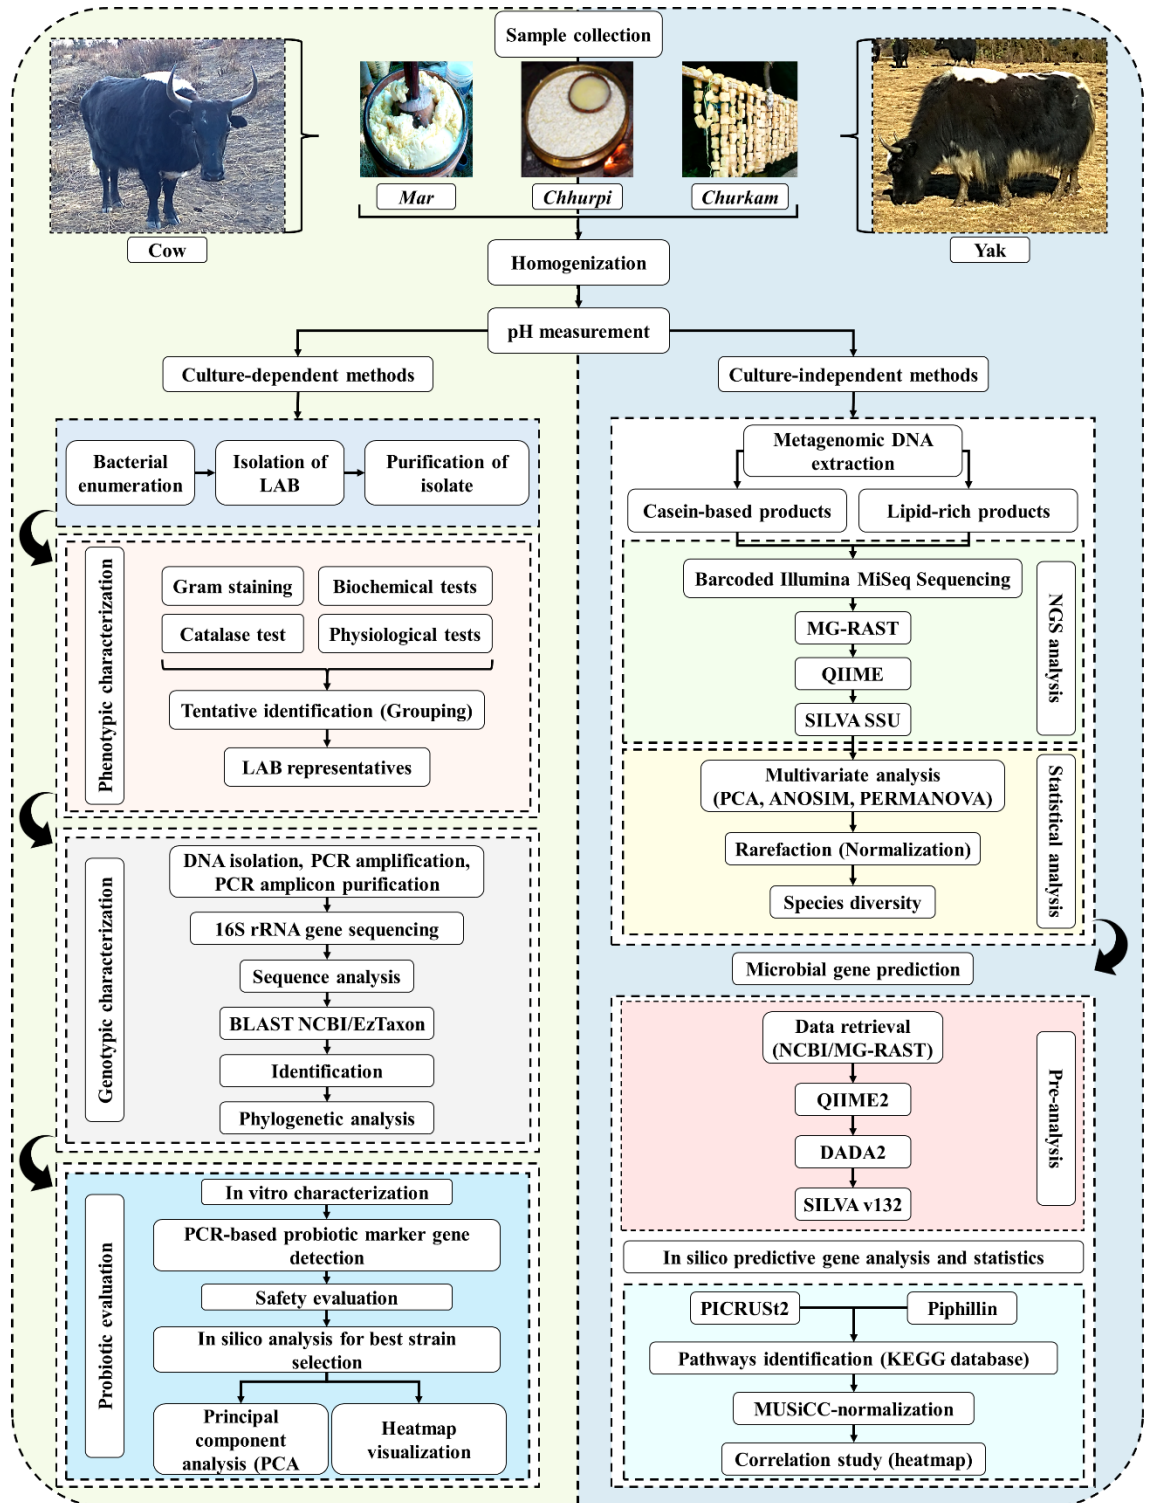 Sample collection
Mar
Chhurpi
Churkam
Cow
Yak
Homogenization
pH measurement
Culture-dependent methods
Bacterial
enumeration
Isolation of
LAB
Purification of
isolate
Phenotypic characterization
Gram staining
Biochemical tests
Catalase test
Physiological tests
Tentative identification (Grouping)
LAB representatives
Genotypic characterization
DNA isolation, PCR amplification,
PCR amplicon purification
16S rRNA gene sequencing
Sequence analysis
BLAST NCBI/EzTaxon
Identification
Phylogenetic analysis
Probiotic evaluation
In vitro characterization
PCR-based probiotic marker gene
detection
Safety evaluation
In silico analysis for best strain
selection
Principal
component
analysis (PCA
Heatmap
visualization
Culture-independent methods
Metagenomic DNA
extraction
Casein-based products
Lipid-rich products
Barcoded Illumina MiSeq Sequencing
MG-RAST
QIIME
SILVA SSU
NGS analysis
Multivariate analysis
(PCA, ANOSIM, PERMANOVA)
Rarefaction (Normalization)
Species diversity
Statistical analysis
Microbial gene prediction
Data retrieval
(NCBI/MG-RAST)
QIIME2
DADA2
SILVA v132
Pre-analysis
In silico predictive gene analysis and statistics
PICRUSt2
Piphillin
Pathways identification (KEGG database)
MUSiCC-normalization
Correlation study (heatmap)